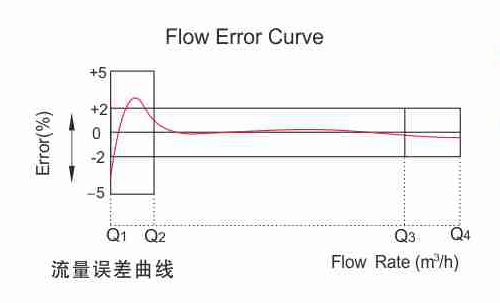 Flow Error Curve
+5
+2
0
-2
-5
Error(%)
Q1 Q2 Q3 Q4
流量误差曲线
Flow Rate (m³/h)